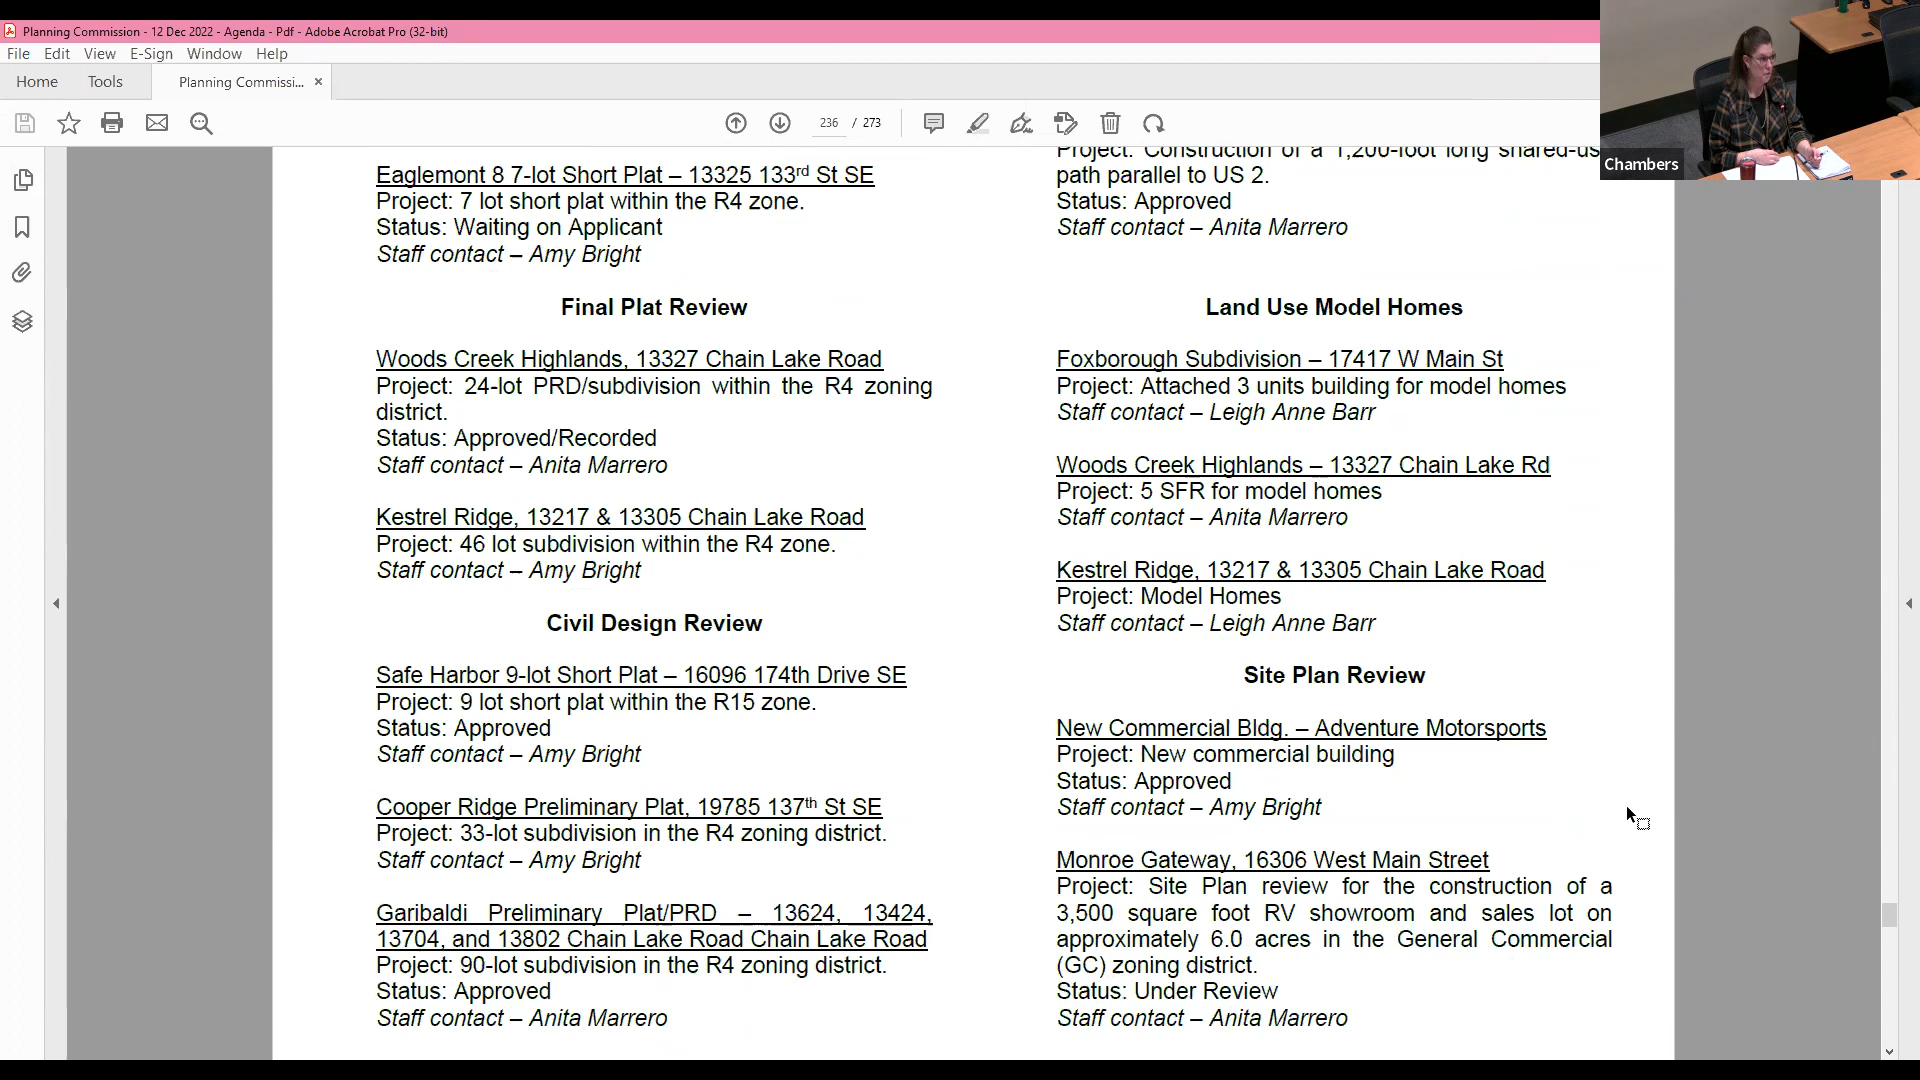 Planning Commission - 12 Dec 2022 - Agenda - Pdf - Adobe Acrobat Pro (32-bit)
File Edit View E-Sign Window Help
Home Tools Planning Commissi... ×
236 / 273
Chambers
Eaglemont 8 7-lot Short Plat – 13325 133rd St SE
Project: 7 lot short plat within the R4 zone.
Status: Waiting on Applicant
Staff contact – Amy Bright
Final Plat Review
Woods Creek Highlands, 13327 Chain Lake Road
Project: 24-lot PRD/subdivision within the R4 zoning
district.
Status: Approved/Recorded
Staff contact – Anita Marrero
Kestrel Ridge, 13217 & 13305 Chain Lake Road
Project: 46 lot subdivision within the R4 zone.
Staff contact – Amy Bright
Civil Design Review
Safe Harbor 9-lot Short Plat – 16096 174th Drive SE
Project: 9 lot short plat within the R15 zone.
Status: Approved
Staff contact – Amy Bright
Cooper Ridge Preliminary Plat, 19785 137th St SE
Project: 33-lot subdivision in the R4 zoning district.
Staff contact – Amy Bright
Garibaldi Preliminary Plat/PRD – 13624, 13424,
13704, and 13802 Chain Lake Road Chain Lake Road
Project: 90-lot subdivision in the R4 zoning district.
Status: Approved
Staff contact – Anita Marrero
Project: Construction of a 1,200-foot long shared-us
path parallel to US 2.
Status: Approved
Staff contact – Anita Marrero
Land Use Model Homes
Foxborough Subdivision – 17417 W Main St
Project: Attached 3 units building for model homes
Staff contact – Leigh Anne Barr
Woods Creek Highlands – 13327 Chain Lake Rd
Project: 5 SFR for model homes
Staff contact – Anita Marrero
Kestrel Ridge, 13217 & 13305 Chain Lake Road
Project: Model Homes
Staff contact – Leigh Anne Barr
Site Plan Review
New Commercial Bldg. – Adventure Motorsports
Project: New commercial building
Status: Approved
Staff contact – Amy Bright
Monroe Gateway, 16306 West Main Street
Project: Site Plan review for the construction of a
3,500 square foot RV showroom and sales lot on
approximately 6.0 acres in the General Commercial
(GC) zoning district.
Status: Under Review
Staff contact – Anita Marrero